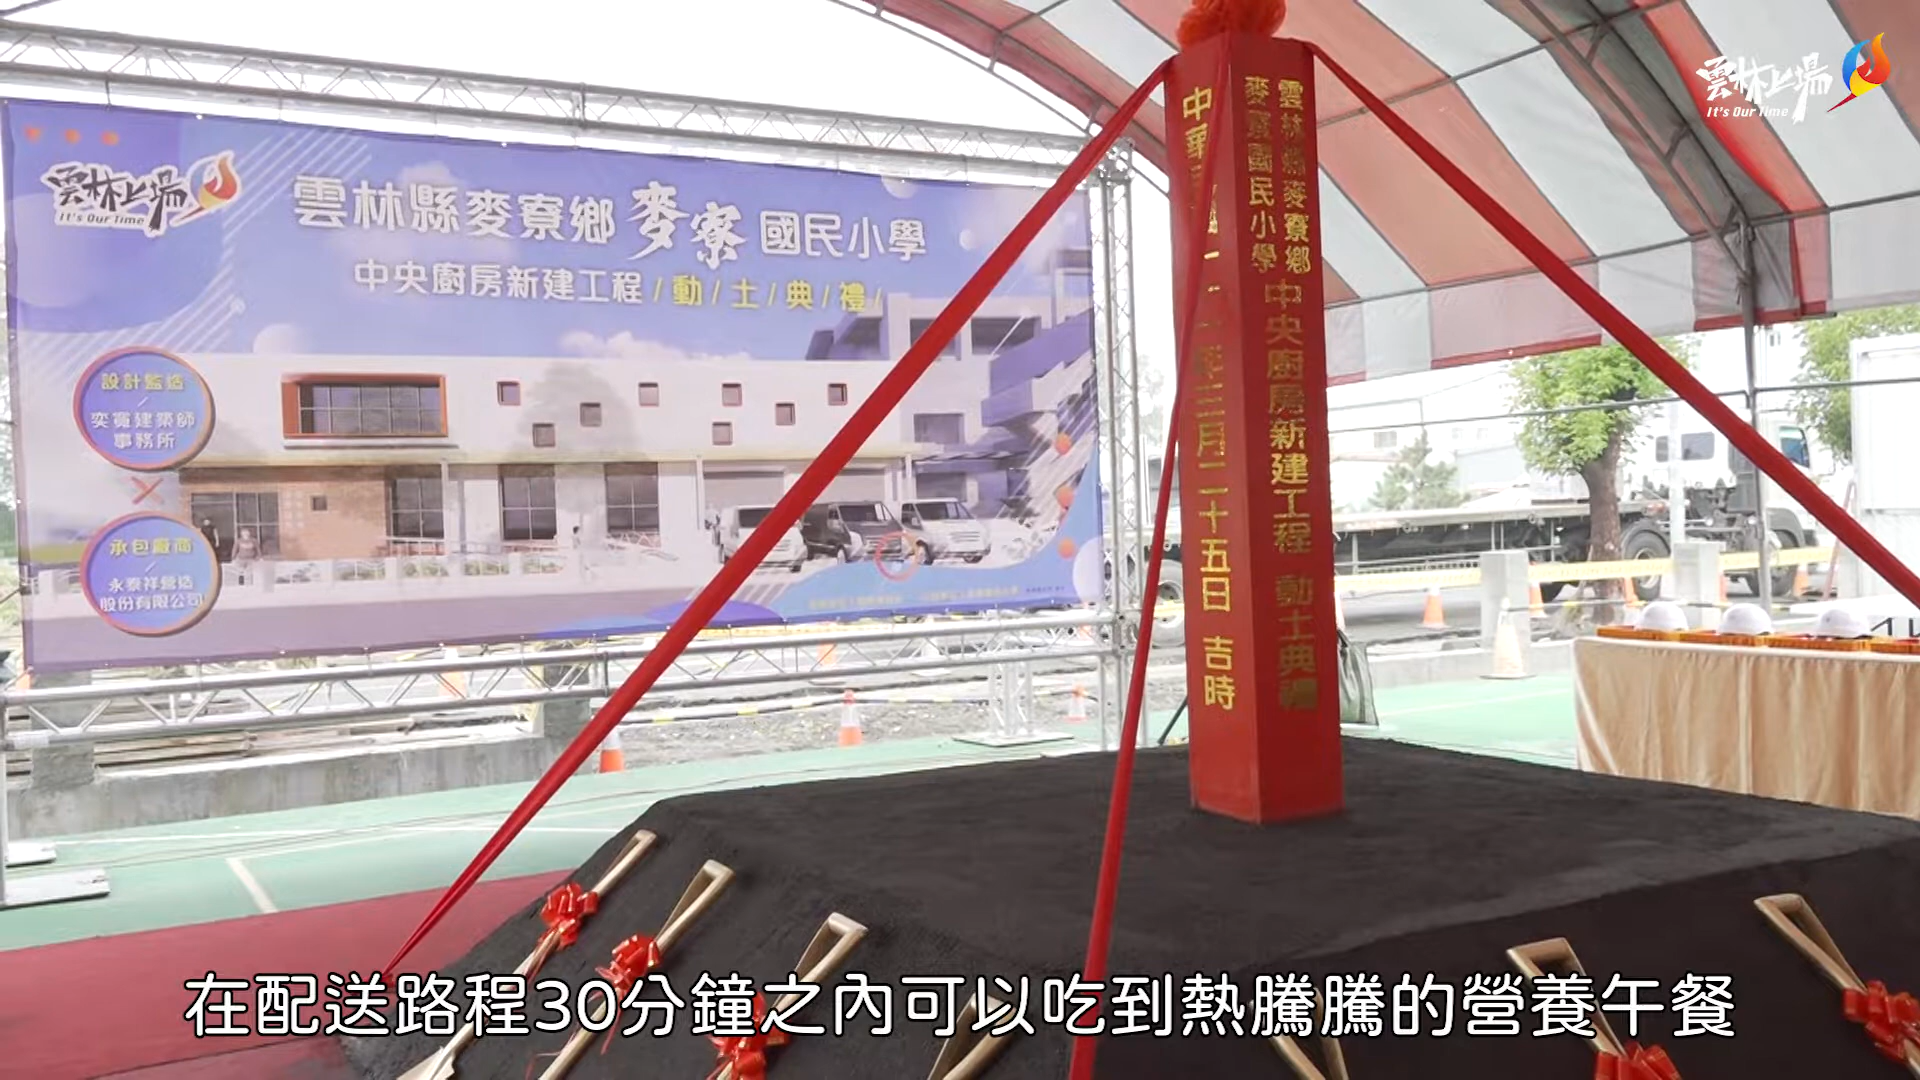 雲林上場
It's Our Time
雲林縣麥寮鄉麥寮國民小學
中央廚房新建工程/動/土/典/禮/
設計監造
奕寬建築師
事務所
承包廠商
永泰祥營造
股份有限公司
雲林縣麥寮鄉
麥寮國民小學
中央廚房新建工程 動土典禮
年三月二十五日 吉時
雲林上場
It's Our Time
在配送路程30分鐘之內可以吃到熱騰騰的營養午餐